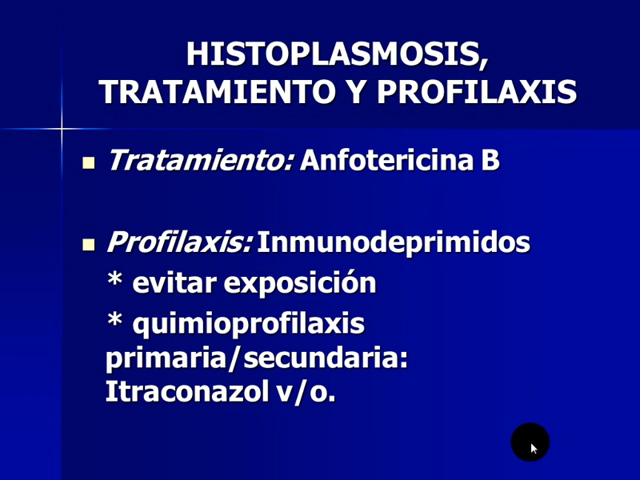 HISTOPLASMOSIS,
TRATAMIENTO Y PROFILAXIS
Tratamiento: Anfotericina B
Profilaxis: Inmunodeprimidos
* evitar exposición
* quimioprofilaxis
primaria/secundaria:
Itraconazol v/o.